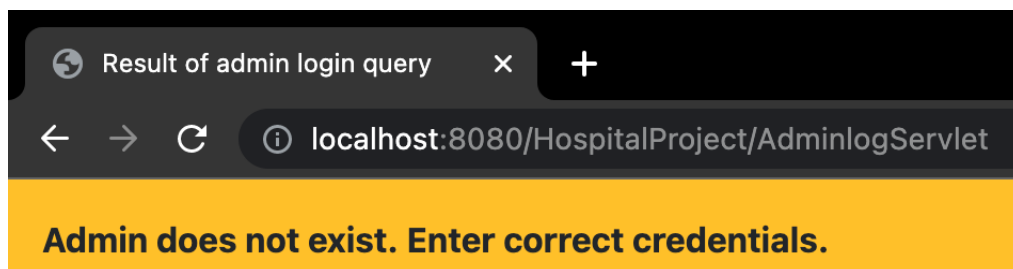 Result of admin login query
localhost:8080/HospitalProject/AdminlogServlet
Admin does not exist. Enter correct credentials.